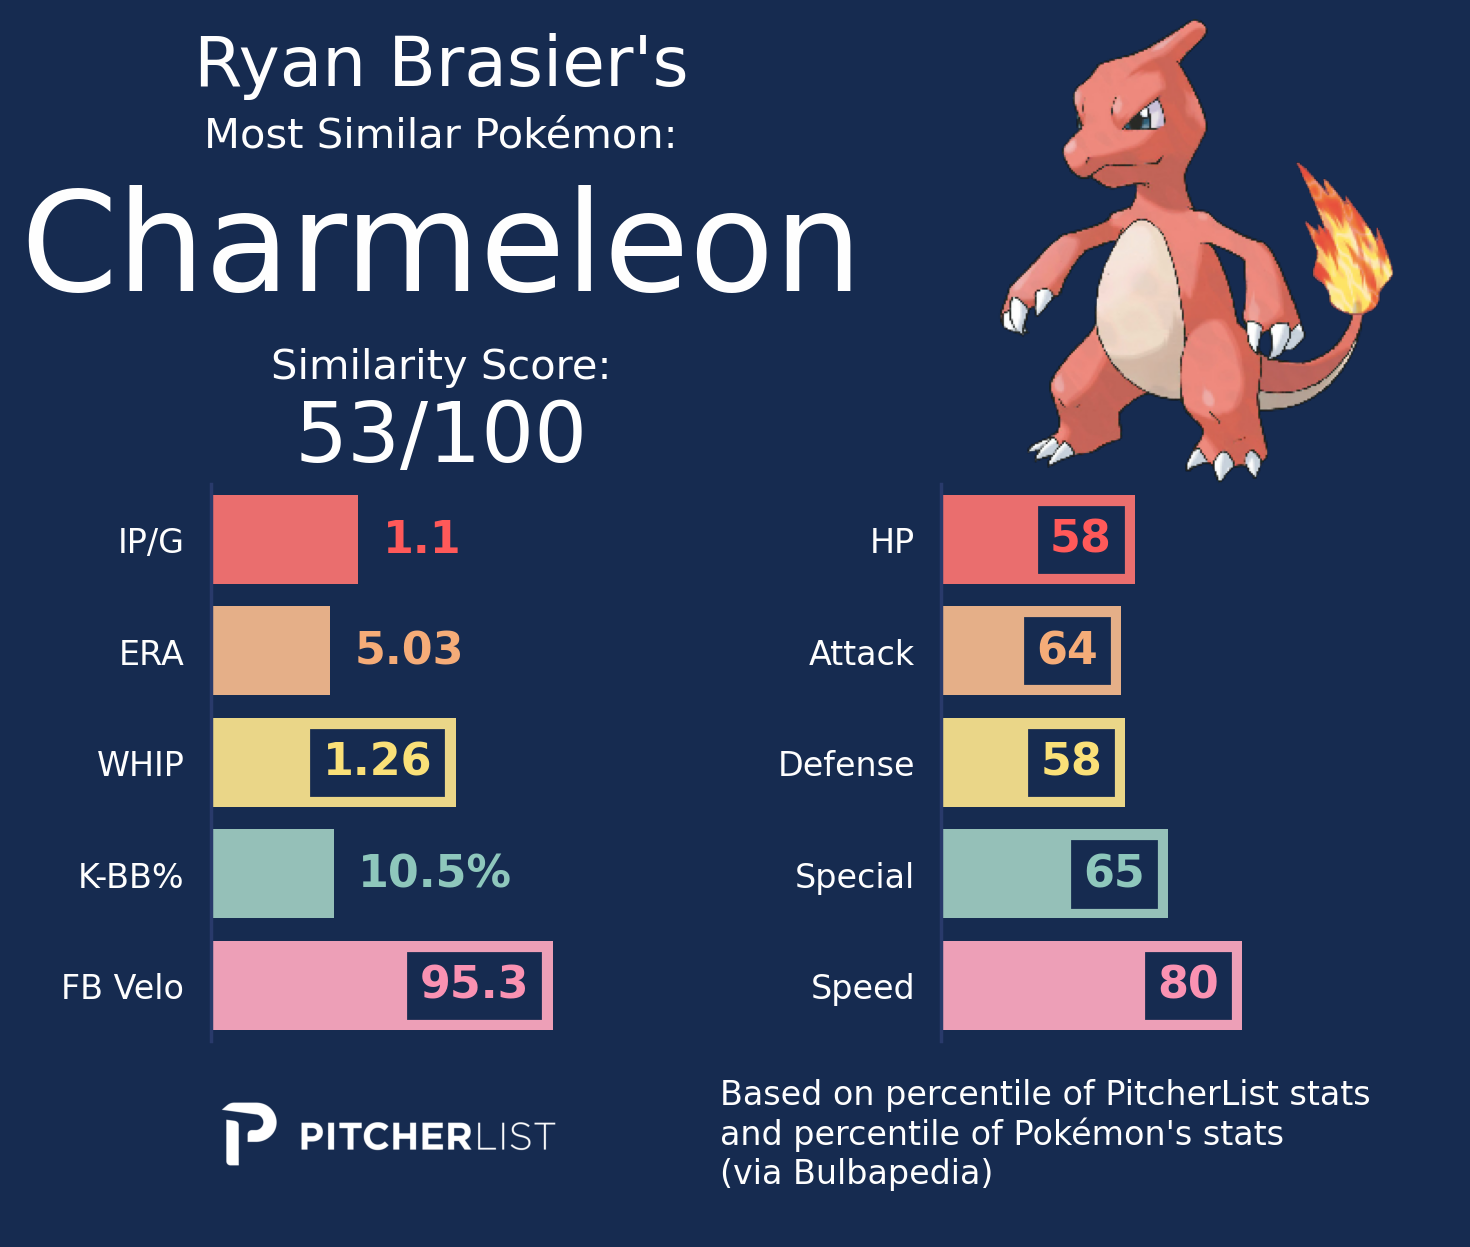 Ryan Brasier's
Most Similar Pokémon:
Charmeleon
Similarity Score:
53/100
IP/G 1.1
ERA 5.03
WHIP 1.26
K-BB% 10.5%
FB Velo 95.3
HP 58
Attack 64
Defense 58
Special 65
Speed 80
PITCHERLIST
Based on percentile of PitcherList stats
and percentile of Pokémon's stats
(via Bulbapedia)